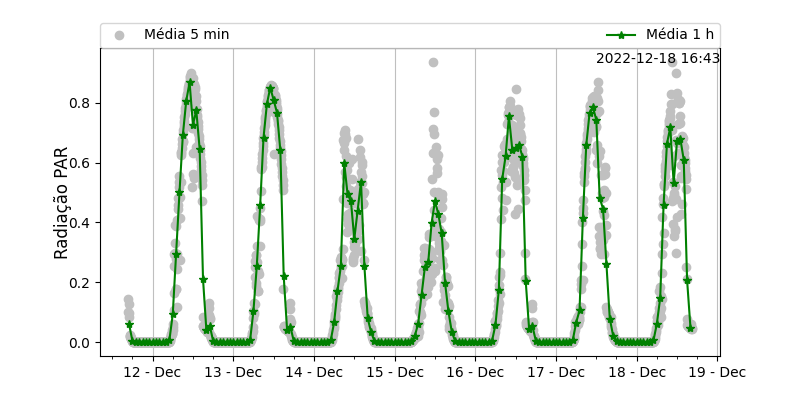 Média 5 min
Média 1 h
2022-12-18 16:43
Radiação PAR
0.8
0.6
0.4
0.2
0.0
12 - Dec
13 - Dec
14 - Dec
15 - Dec
16 - Dec
17 - Dec
18 - Dec
19 - Dec